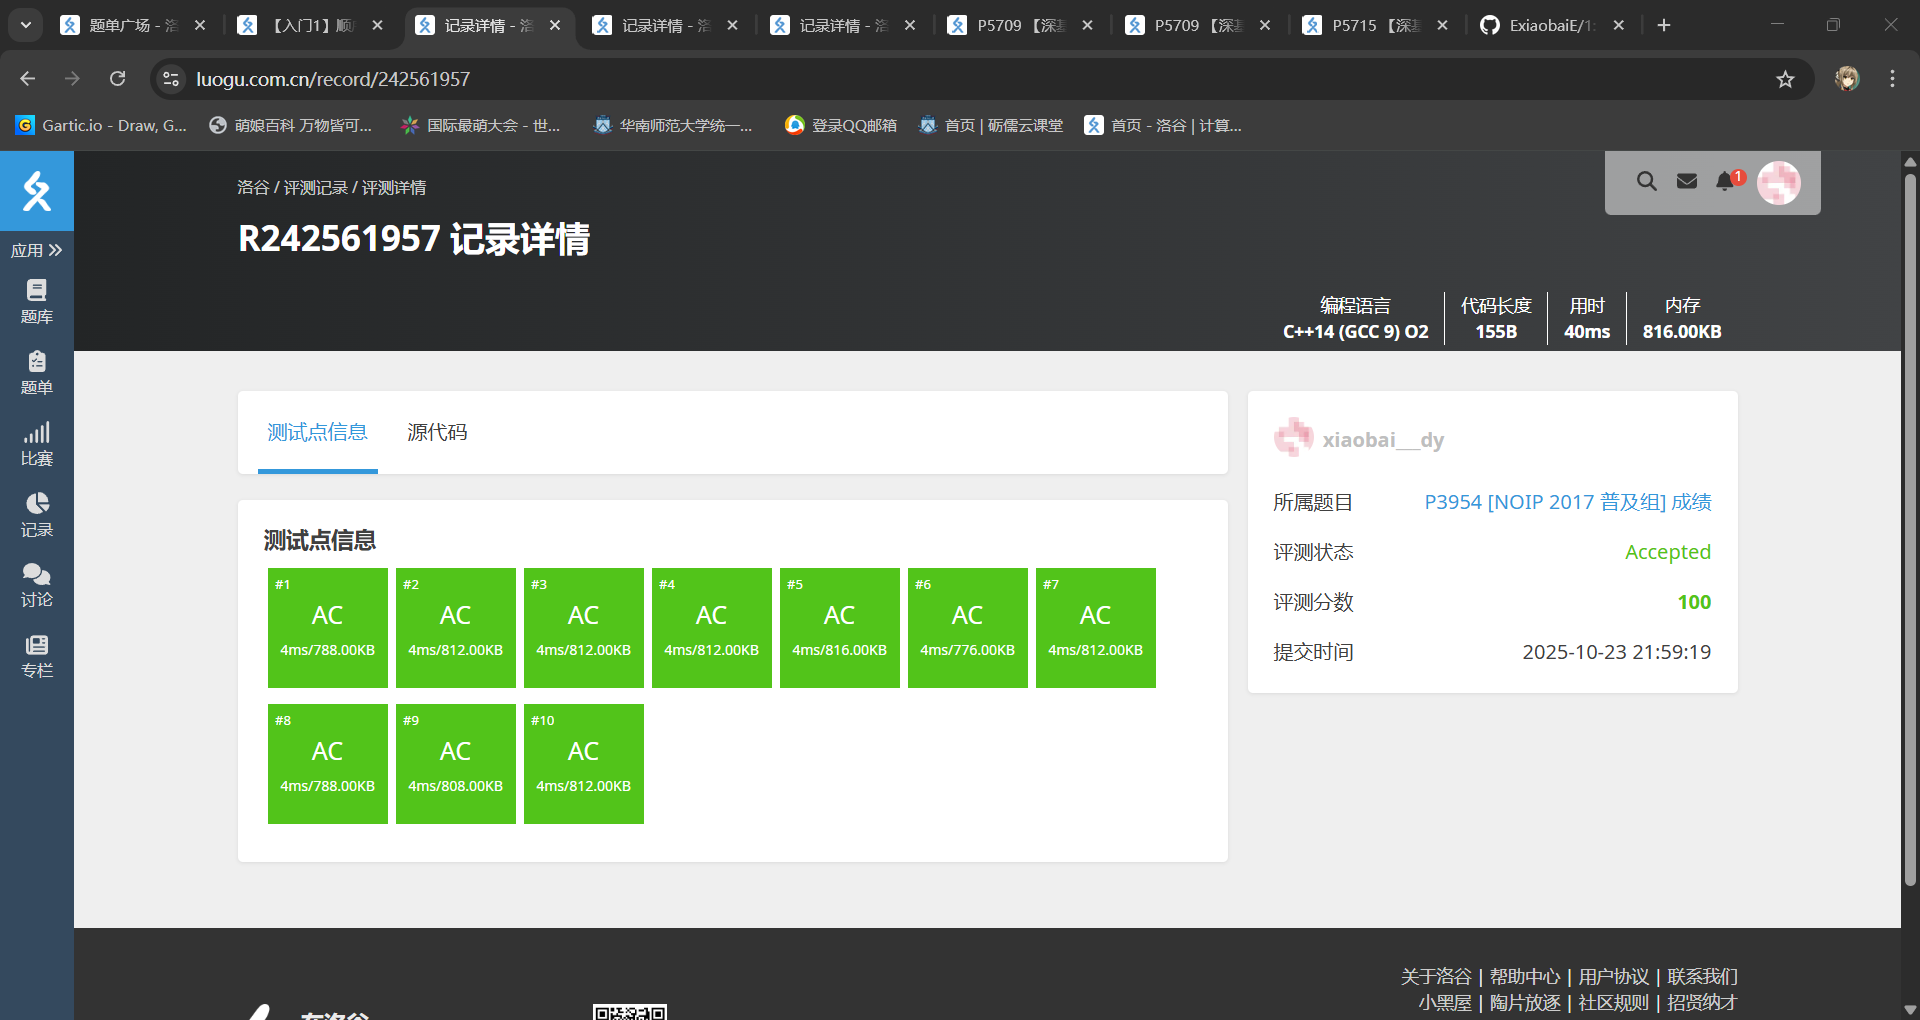 题单广场 - 洛
【入门1】顺
记录详情 - 洛
记录详情 - 洛
记录详情 - 洛
P5709 【深基
P5709 【深基
P5715 【深基
ExiaobaiE/1
luogu.com.cn/record/242561957
Gartic.io - Draw, G...
萌娘百科 万物皆可...
国际最萌大会 - 世...
华南师范大学统一...
登录QQ邮箱
首页 | 砺儒云课堂
首页 - 洛谷 | 计算...
洛谷 / 评测记录 / 评测详情
1
R242561957 记录详情
编程语言 代码长度 用时 内存
C++14 (GCC 9) O2 155B 40ms 816.00KB
应用
题库
题单
比赛
记录
讨论
专栏
测试点信息 源代码
测试点信息
#1
AC
4ms/788.00KB
#2
AC
4ms/812.00KB
#3
AC
4ms/812.00KB
#4
AC
4ms/812.00KB
#5
AC
4ms/816.00KB
#6
AC
4ms/776.00KB
#7
AC
4ms/812.00KB
#8
AC
4ms/788.00KB
#9
AC
4ms/808.00KB
#10
AC
4ms/812.00KB
xiaobai___dy
所属题目 P3954 [NOIP 2017 普及组] 成绩
评测状态 Accepted
评测分数 100
提交时间 2025-10-23 21:59:19
关于洛谷 | 帮助中心 | 用户协议 | 联系我们
小黑屋 | 陶片放逐 | 社区规则 | 招贤纳才
在洛谷